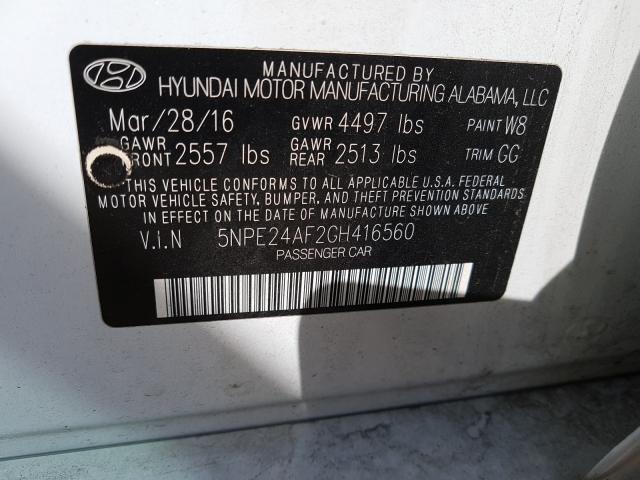 MANUFACTURED BY
HYUNDAI MOTOR MANUFACTURING ALABAMA, LLC
Mar/28/16 GVWR 4497 lbs PAINT W8
GAWR FRONT 2557 lbs GAWR REAR 2513 lbs TRIM GG
THIS VEHICLE CONFORMS TO ALL APPLICABLE U.S.A. FEDERAL
MOTOR VEHICLE SAFETY, BUMPER, AND THEFT PREVENTION STANDARDS
IN EFFECT ON THE DATE OF MANUFACTURE SHOWN ABOVE
V.i.N 5NPE24AF2GH416560
PASSENGER CAR